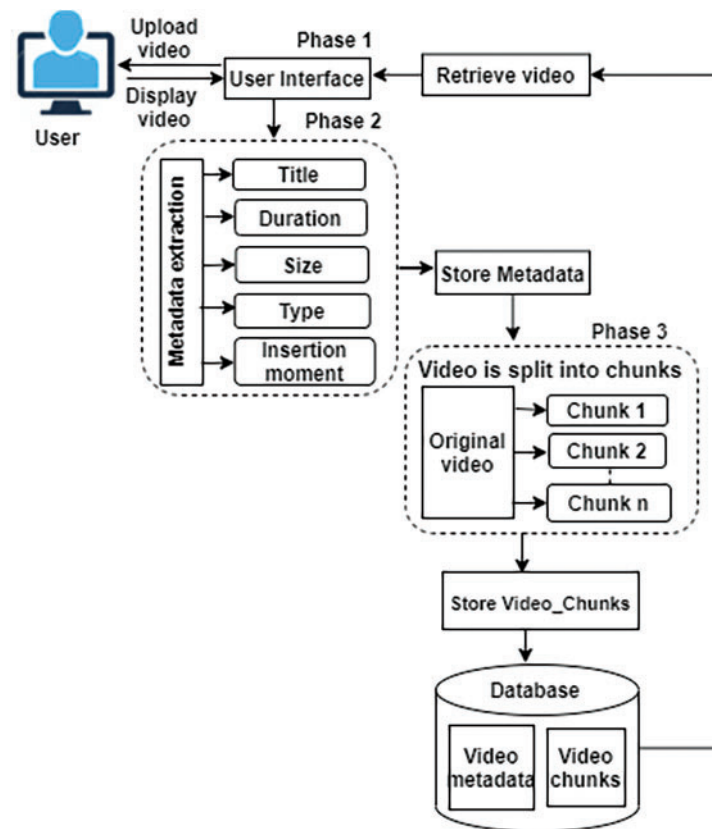 Upload
video
Display
video
User
Phase 1
User Interface
Retrieve video
Phase 2
Metadata extraction
Title
Duration
Size
Type
Insertion
moment
Store Metadata
Phase 3
Video is split into chunks
Original
video
Chunk 1
Chunk 2
Chunk n
Store Video_Chunks
Database
Video
metadata
Video
chunks